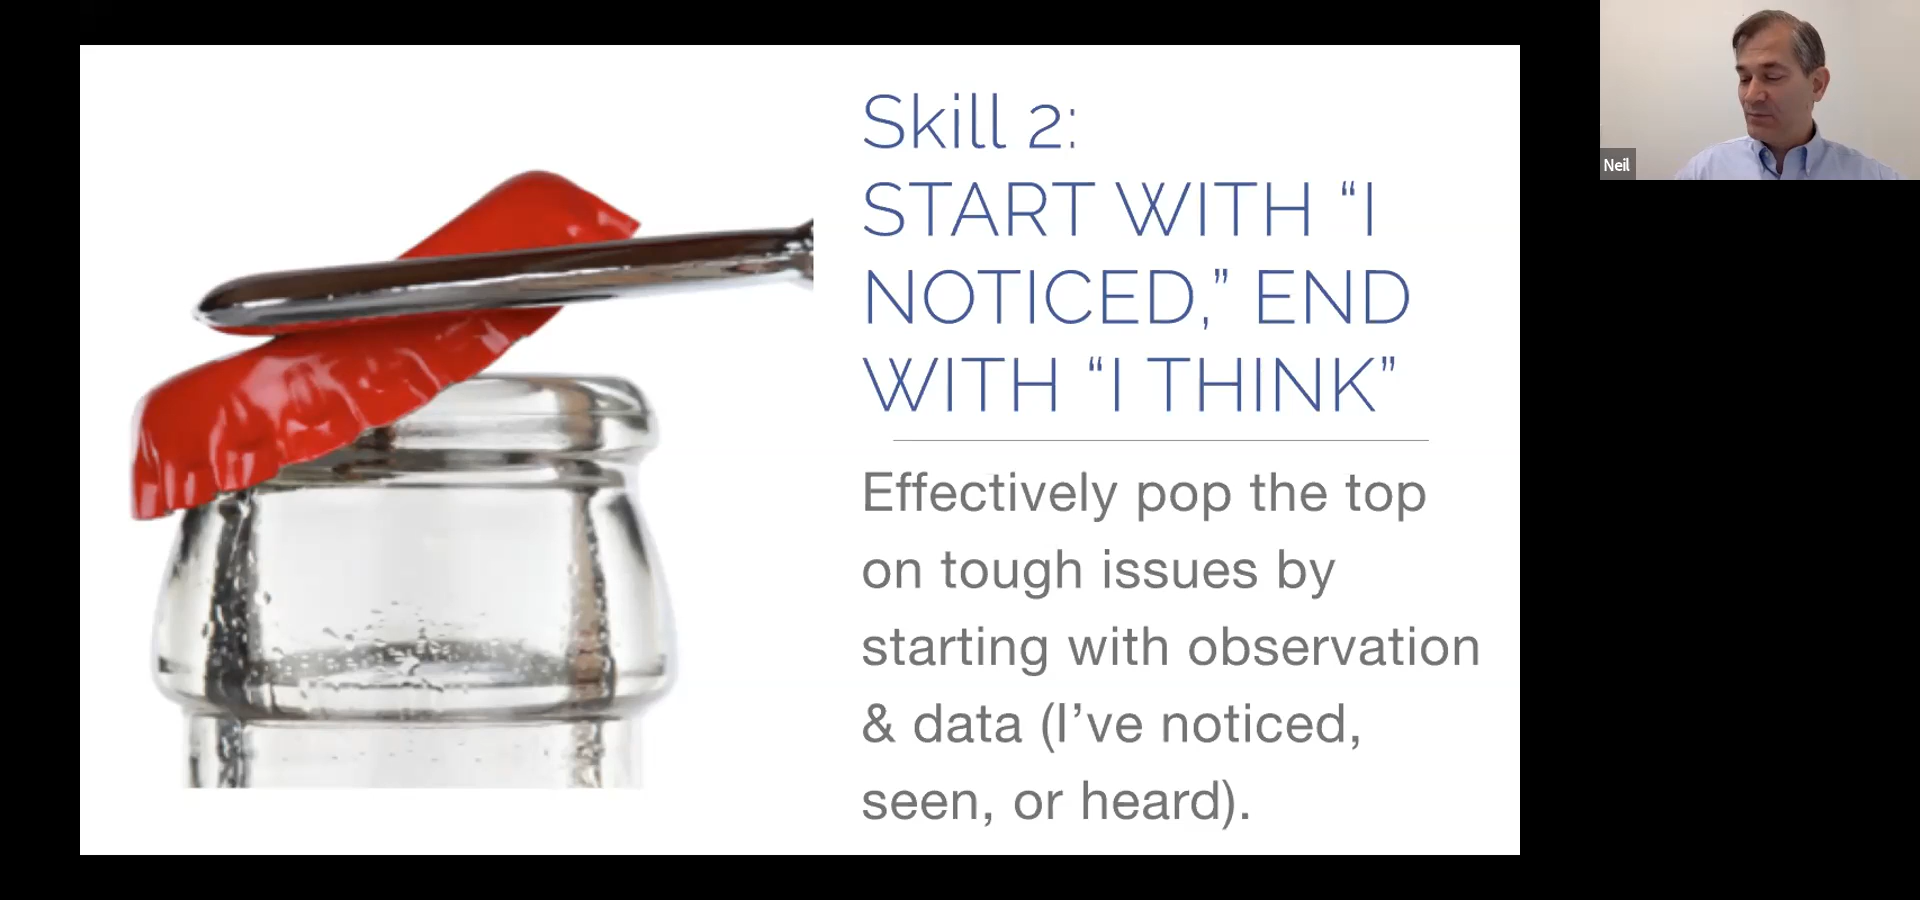 Skill 2:
START WITH “I
NOTICED,” END
WITH “I THINK”
Effectively pop the top
on tough issues by
starting with observation
& data (I’ve noticed,
seen, or heard).
Neil